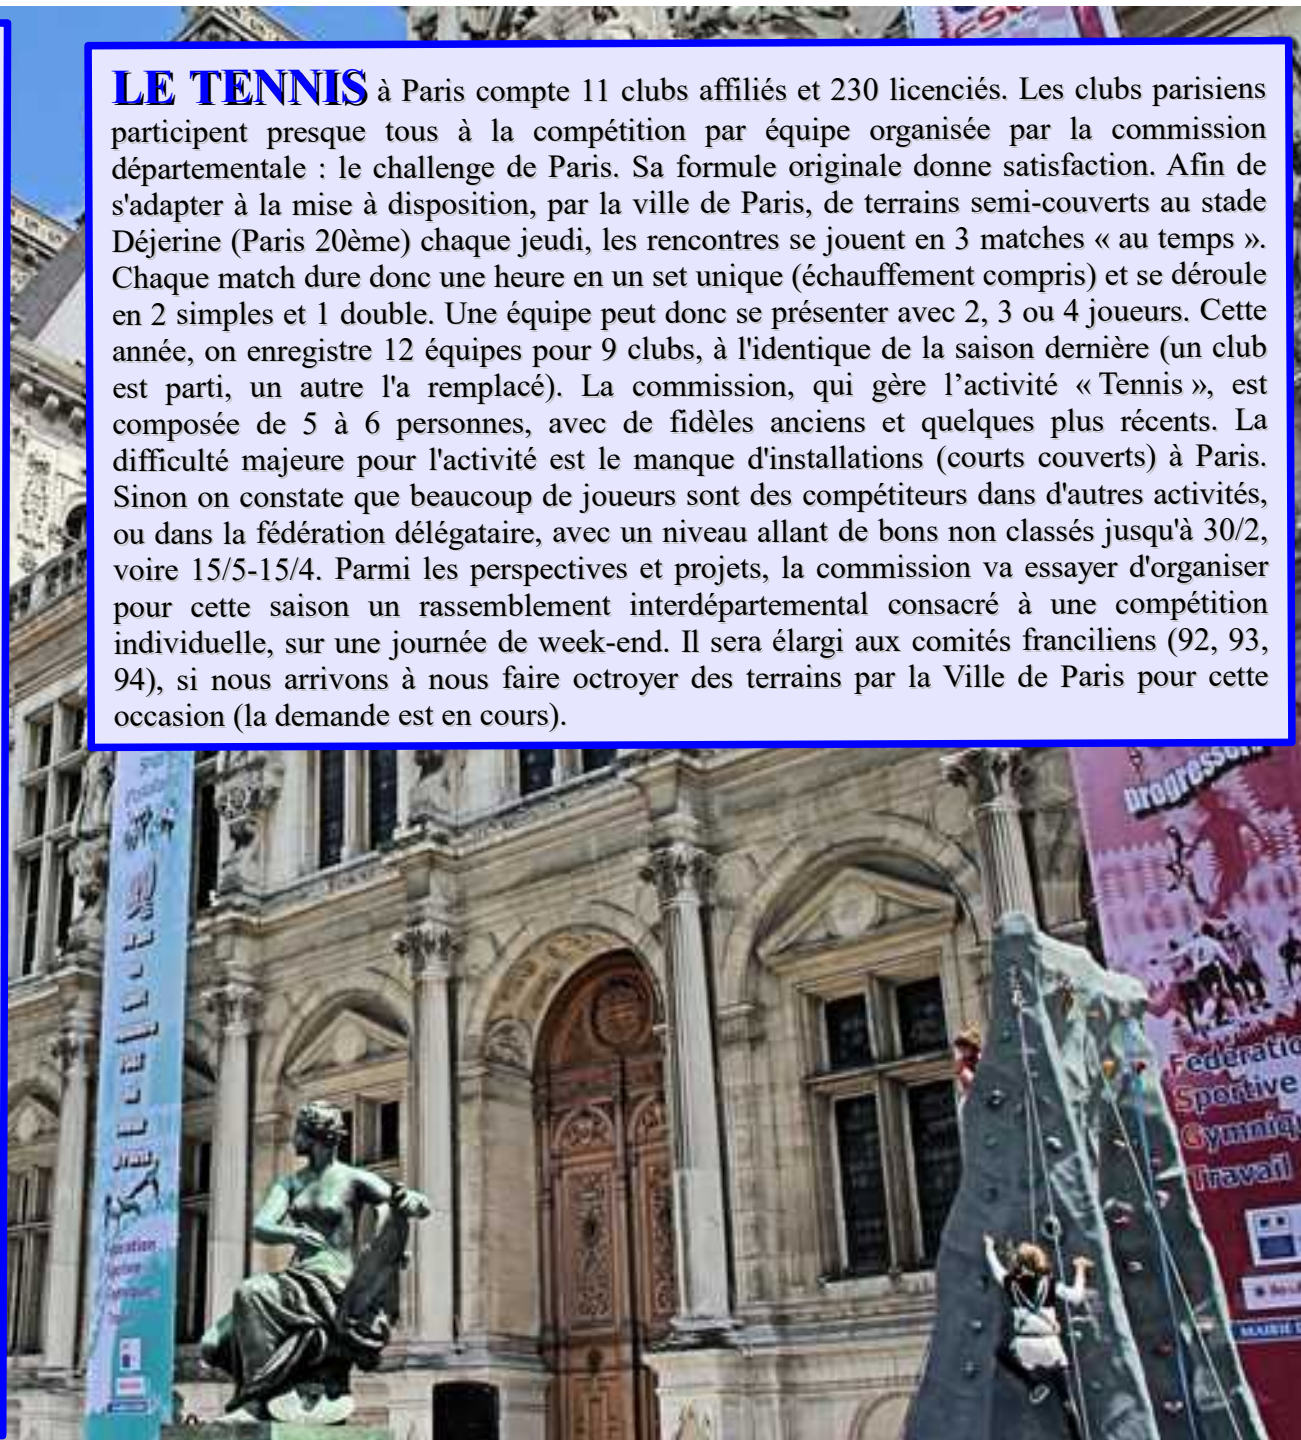 LE TENNIS à Paris compte 11 clubs affiliés et 230 licenciés. Les clubs parisiens
participent presque tous à la compétition par équipe organisée par la commission
départementale : le challenge de Paris. Sa formule originale donne satisfaction. Afin de
s'adapter à la mise à disposition, par la ville de Paris, de terrains semi-couverts au stade
Déjerine (Paris 20ème) chaque jeudi, les rencontres se jouent en 3 matches « au temps ».
Chaque match dure donc une heure en un set unique (échauffement compris) et se déroule
en 2 simples et 1 double. Une équipe peut donc se présenter avec 2, 3 ou 4 joueurs. Cette
année, on enregistre 12 équipes pour 9 clubs, à l'identique de la saison dernière (un club
est parti, un autre l'a remplacé). La commission, qui gère l’activité « Tennis », est
composée de 5 à 6 personnes, avec de fidèles anciens et quelques plus récents. La
difficulté majeure pour l'activité est le manque d'installations (courts couverts) à Paris.
Sinon on constate que beaucoup de joueurs sont des compétiteurs dans d'autres activités,
ou dans la fédération délégataire, avec un niveau allant de bons non classés jusqu'à 30/2,
voire 15/5-15/4. Parmi les perspectives et projets, la commission va essayer d'organiser
pour cette saison un rassemblement interdépartemental consacré à une compétition
individuelle, sur une journée de week-end. Il sera élargi aux comités franciliens (92, 93,
94), si nous arrivons à nous faire octroyer des terrains par la Ville de Paris pour cette
occasion (la demande est en cours).
Fédératio
Sportive
Gymniqu
Travail
MAIRIE